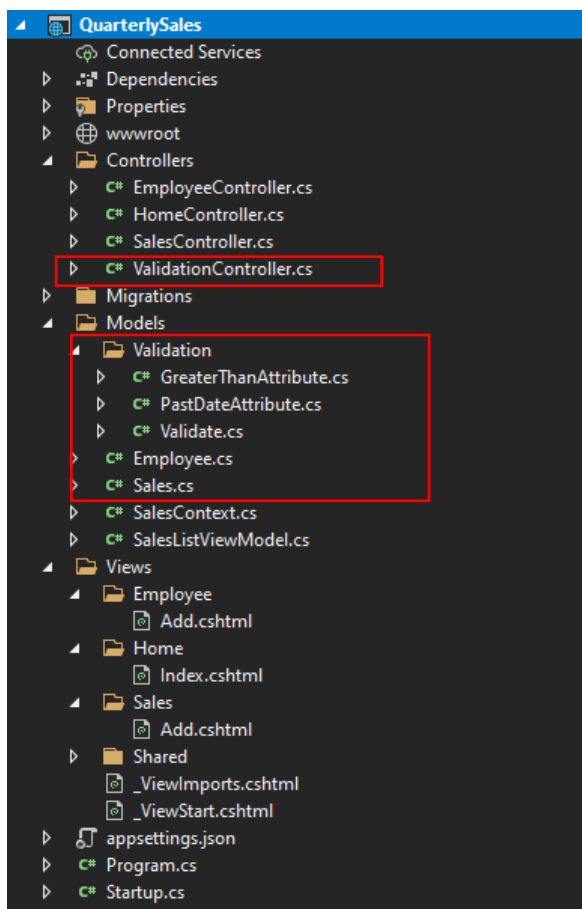 QuarterlySales
Connected Services
Dependencies
Properties
wwwroot
Controllers
C# EmployeeController.cs
C# HomeController.cs
C# SalesController.cs
C# ValidationController.cs
Migrations
Models
Validation
C# GreaterThanAttribute.cs
C# PastDateAttribute.cs
C# Validate.cs
C# Employee.cs
C# Sales.cs
C# SalesContext.cs
C# SalesListViewModel.cs
Views
Employee
Add.cshtml
Home
Index.cshtml
Sales
Add.cshtml
Shared
_ViewImports.cshtml
_ViewStart.cshtml
appsettings.json
C# Program.cs
C# Startup.cs